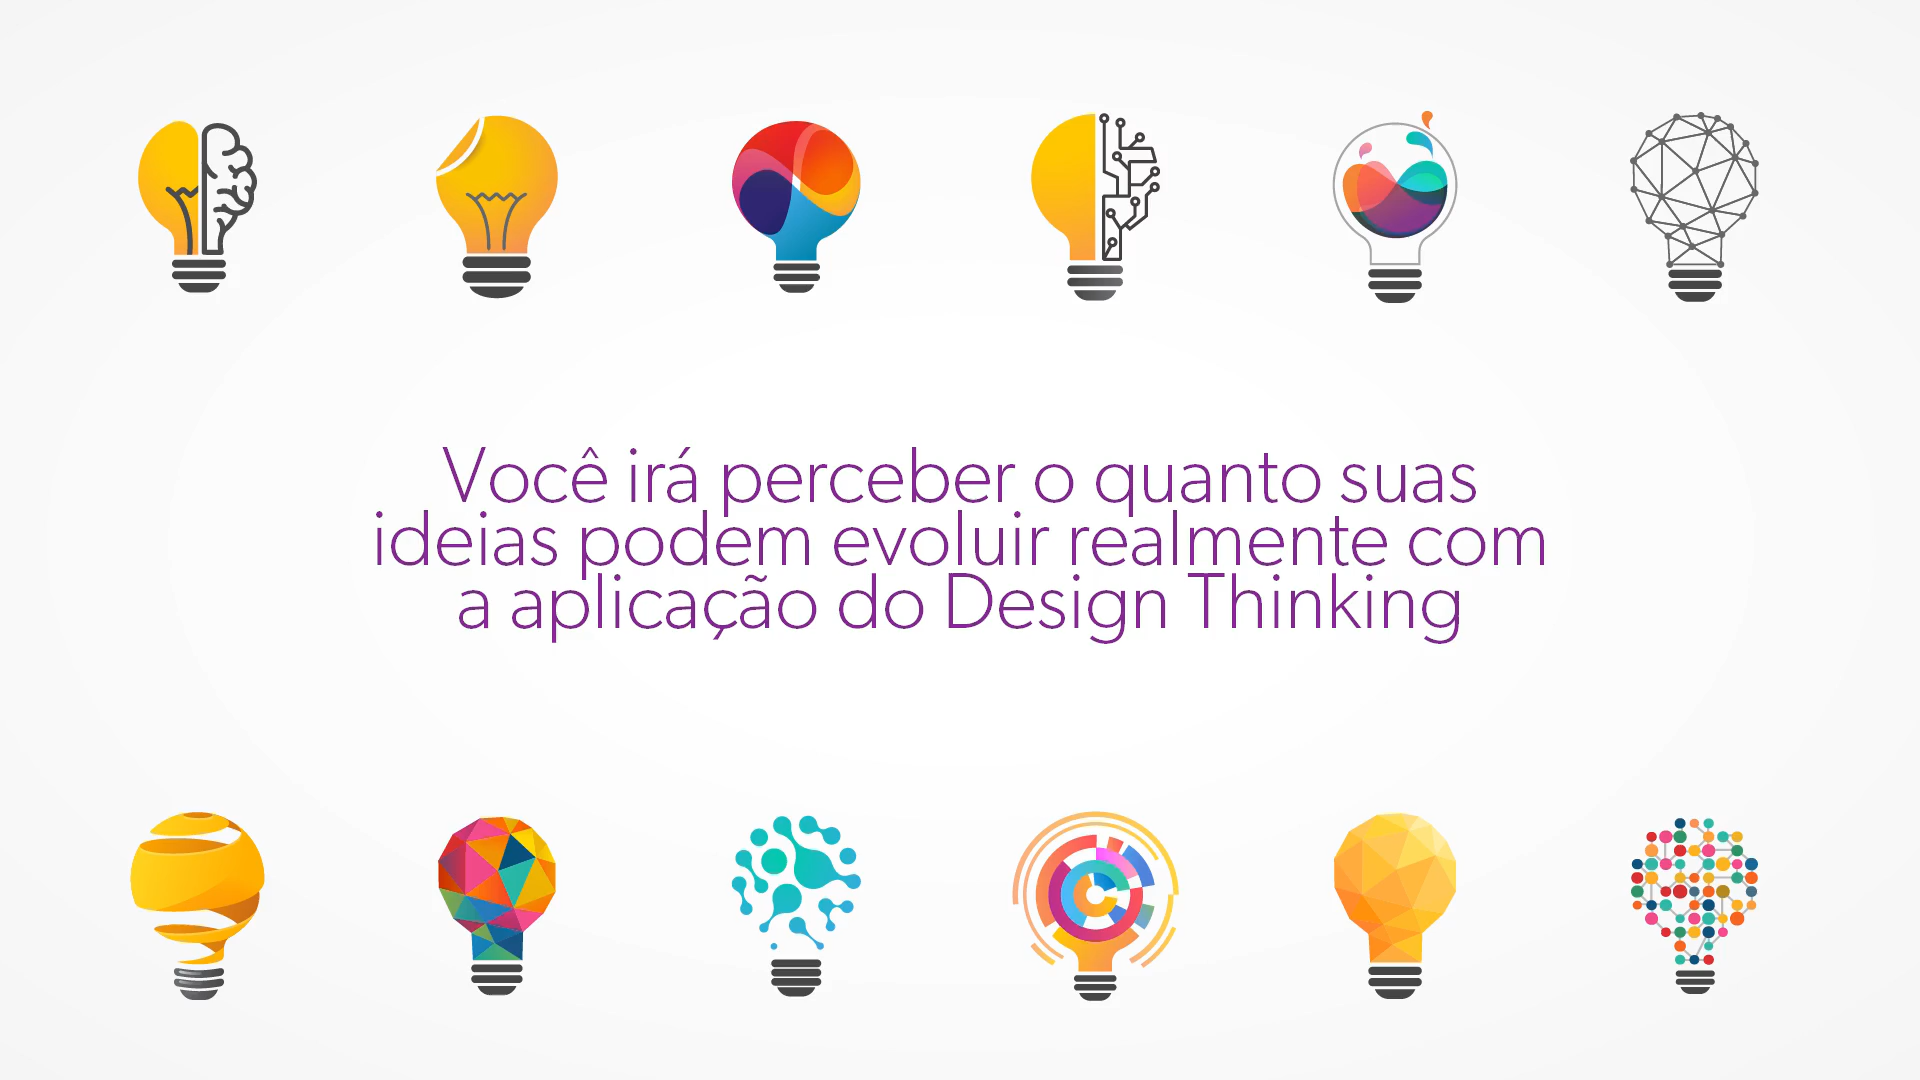 Você irá perceber o quanto suas
ideias podem evoluir realmente com
a aplicação do Design Thinking